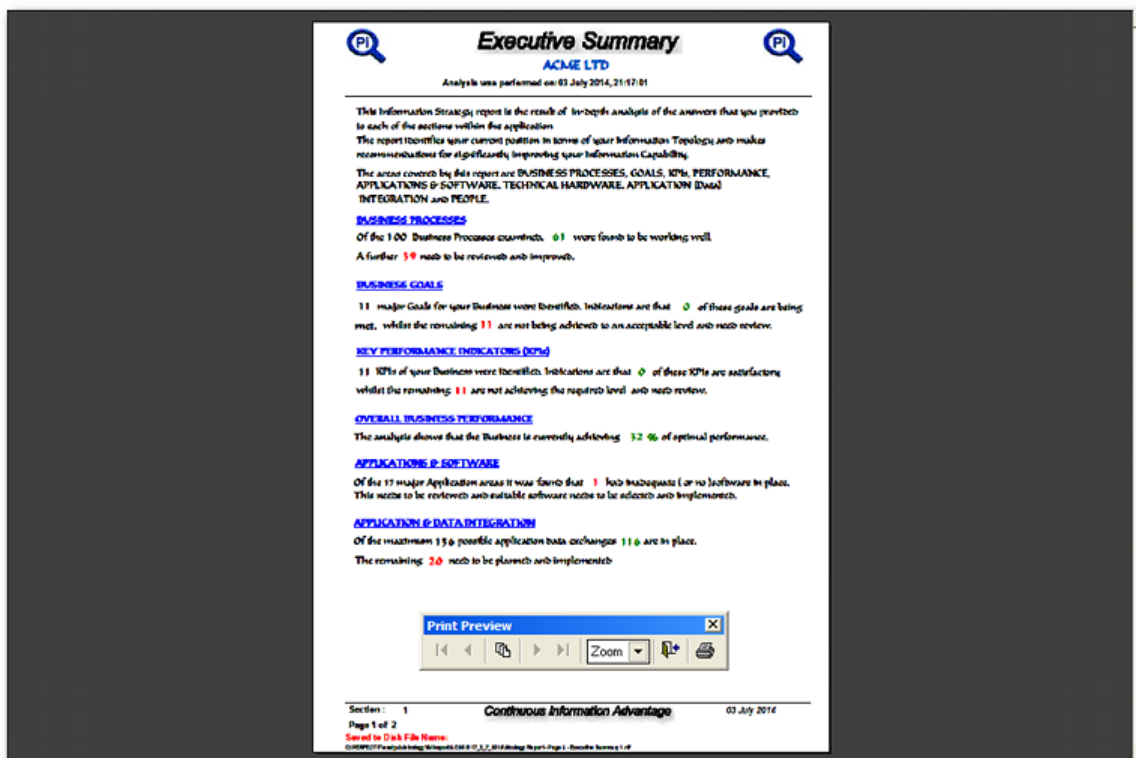 Pi
Executive Summary
Pi
ACME LTD
Analysis was performed on: 03 July 2014, 21:17:01
This Information Strategy report is the result of in-depth analysis of the answers that you provided
to each of the sections within the application
The report identifies your current position in terms of your Information Topology and makes
recommendations for significantly improving your Information Capability.
The areas covered by this report are BUSINESS PROCESSES, GOALS, KPIs, PERFORMANCE,
APPLICATIONS & SOFTWARE, TECHNICAL HARDWARE, APPLICATION (Data)
INTEGRATION and PEOPLE.
BUSINESS PROCESSES
Of the 100 Business Processes examined, 61 were found to be working well.
A further 39 need to be reviewed and improved.
BUSINESS GOALS
11 major Goals for your Business were identified. Indications are that 0 of these goals are being
met, whilst the remaining 11 are not being achieved to an acceptable level and need review.
KEY PERFORMANCE INDICATORS (KPIs)
11 KPIs of your Business were identified. Indications are that 0 of these KPIs are satisfactory
whilst the remaining 11 are not achieving the required level and need review.
OVERALL BUSINESS PERFORMANCE
The analysis shows that the Business is currently achieving 32 % of optimal performance.
APPLICATIONS & SOFTWARE
Of the 17 major Application areas it was found that 1 had inadequate ( or no )software in place.
This needs to be reviewed and suitable software needs to be selected and implemented.
APPLICATION & DATA INTEGRATION
Of the maximum 136 possible application data exchanges 116 are in place.
The remaining 20 need to be planned and implemented
Print Preview
Zoom
Section : 1
Continuous Information Advantage
03 July 2014
Page 1 of 2
Saved to Disk File Name: